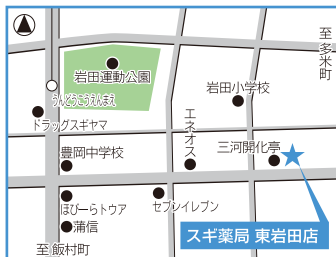 至多米町
岩田運動公園
岩田小学校
うんどうこうえんまえ
ドラッグスギヤマ
エネオス
豊岡中学校
三河開化亭
ほびーらトウア
セブンイレブン
蒲信
スギ薬局 東岩田店
至飯村町